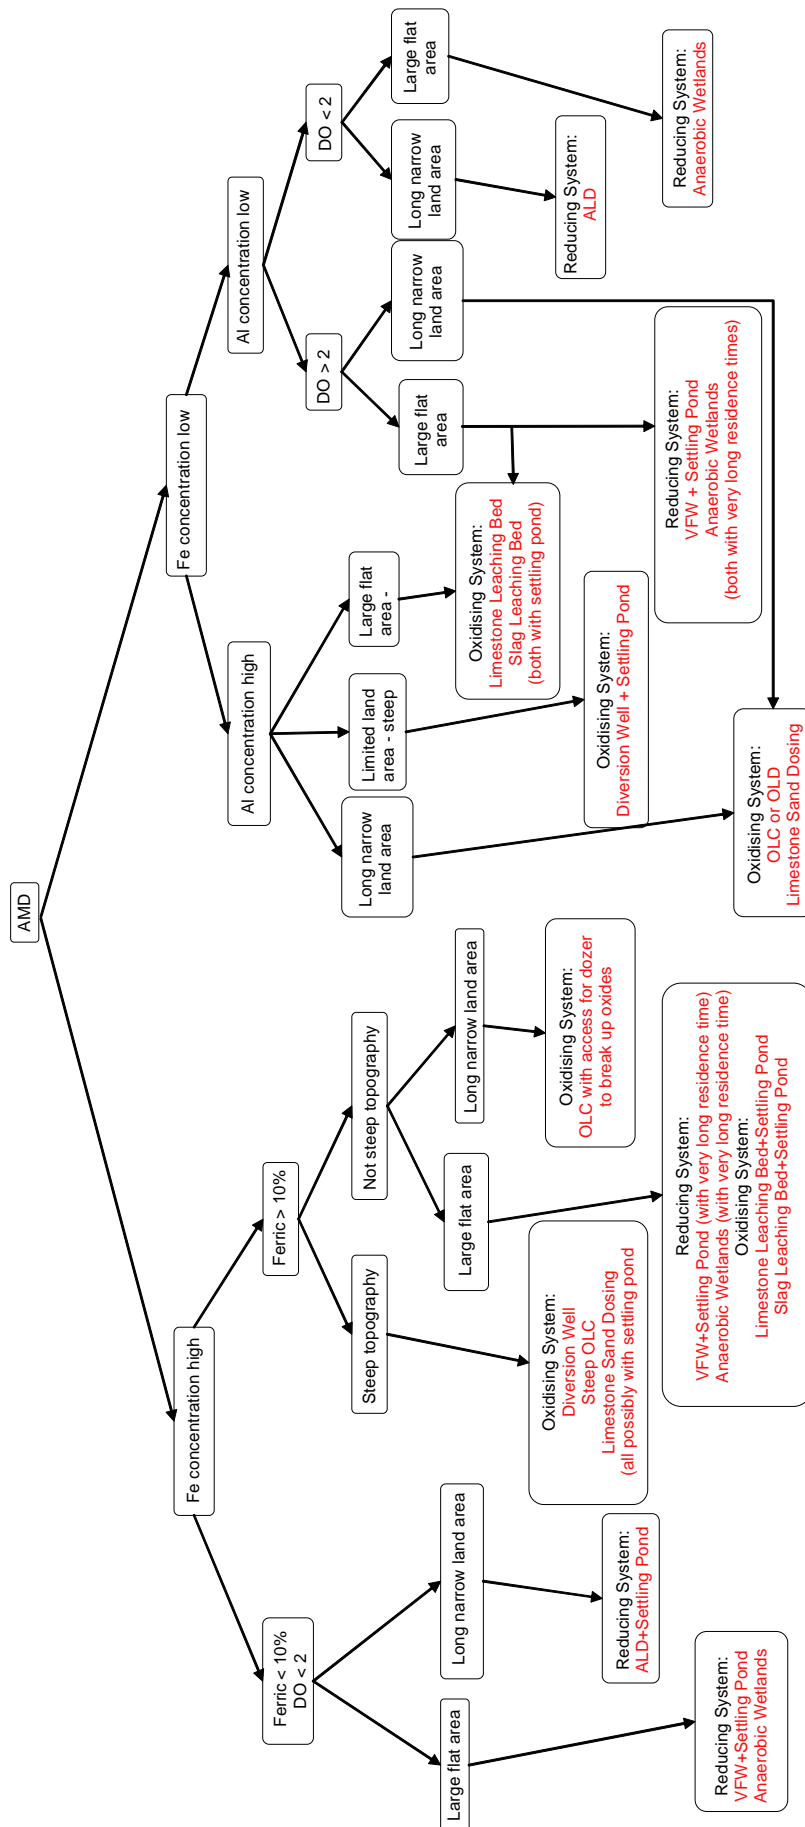 AMD
Fe concentration high
Fe concentration low
Ferric < 10%
DO < 2
Ferric > 10%
Al concentration high
Al concentration low
Steep topography
Not steep topography
DO > 2
DO < 2
Large flat area
Long narrow land area
Large flat area
Long narrow land area
Long narrow
land area
Limited land
area - steep
Large flat
area -
Large flat
area
Long narrow
land area
Long narrow
land area
Large flat
area
Reducing System:
VFW+Settling Pond
Anaerobic Wetlands
Reducing System:
ALD+Settling Pond
Oxidising System:
Diversion Well
Steep OLC
Limestone Sand Dosing
(all possibly with settling pond)
Reducing System:
VFW+Settling Pond (with very long residence time)
Anaerobic Wetlands (with very long residence time)
Oxidising System:
Limestone Leaching Bed+Settling Pond
Slag Leaching Bed+Settling Pond
Oxidising System:
OLC with access for dozer
to break up oxides
Oxidising System:
OLC or OLD
Limestone Sand Dosing
Oxidising System:
Diversion Well + Settling Pond
Oxidising System:
Limestone Leaching Bed
Slag Leaching Bed
(both with settling pond)
Reducing System:
VFW + Settling Pond
Anaerobic Wetlands
(both with very long residence times)
Reducing System:
ALD
Reducing System:
Anaerobic Wetlands